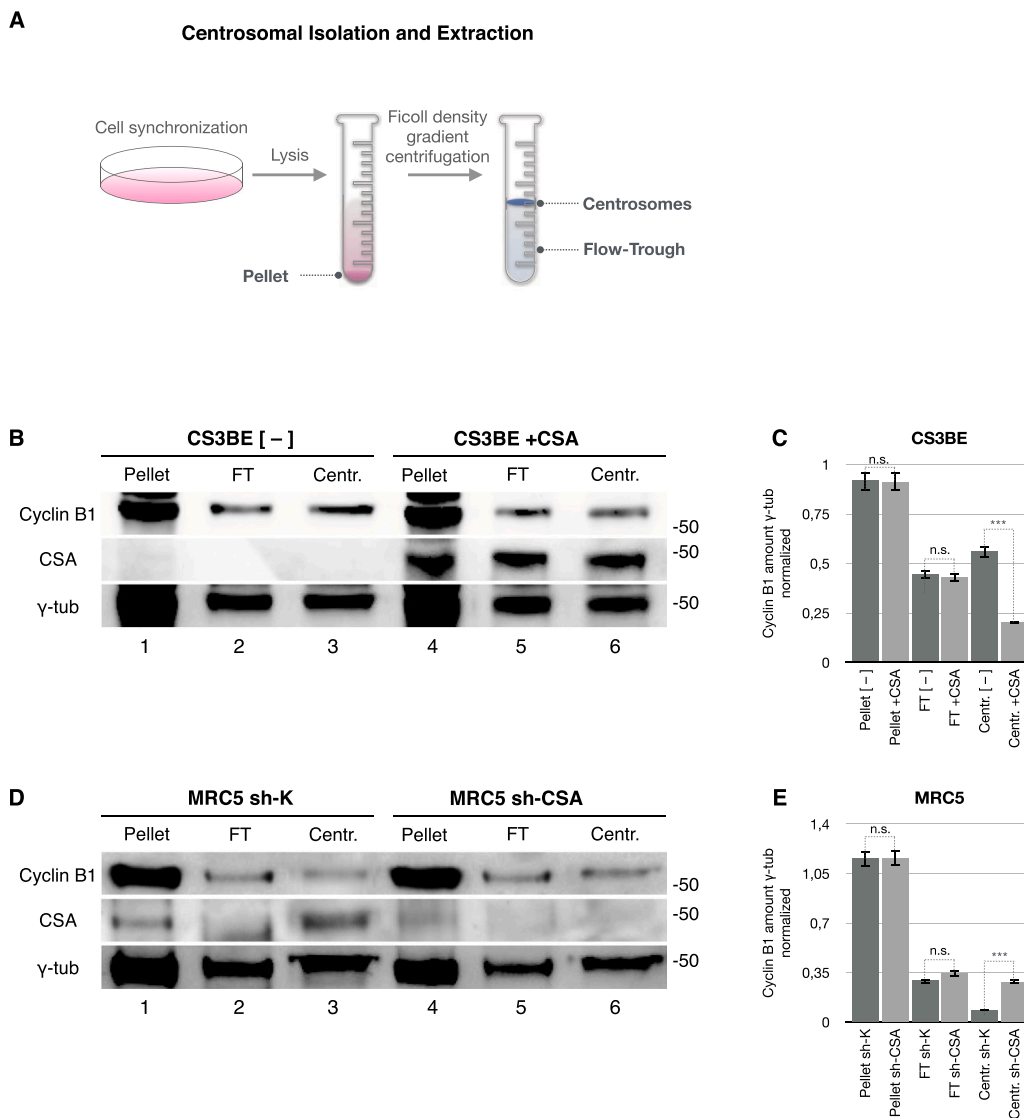 A
Centrosomal Isolation and Extraction
Cell synchronization
Lysis
Ficoll density
gradient
centrifugation
Centrosomes
Flow-Trough
Pellet
B
CS3BE [ – ]
CS3BE +CSA
Pellet
FT
Centr.
Pellet
FT
Centr.
Cyclin B1
-50
CSA
-50
γ-tub
-50
1 2 3 4 5 6
C
CS3BE
Cyclin B1 amount γ-tub
normalized
1
0,75
0,5
0,25
0
n.s.
n.s.
***
Pellet [ – ]
Pellet +CSA
FT [ – ]
FT +CSA
Centr. [ – ]
Centr. +CSA
D
MRC5 sh-K
MRC5 sh-CSA
Pellet
FT
Centr.
Pellet
FT
Centr.
Cyclin B1
-50
CSA
-50
γ-tub
-50
1 2 3 4 5 6
E
MRC5
Cyclin B1 amount γ-tub
normalized
1,4
1,05
0,7
0,35
0
n.s.
n.s.
***
Pellet sh-K
Pellet sh-CSA
FT sh-K
FT sh-CSA
Centr. sh-K
Centr. sh-CSA